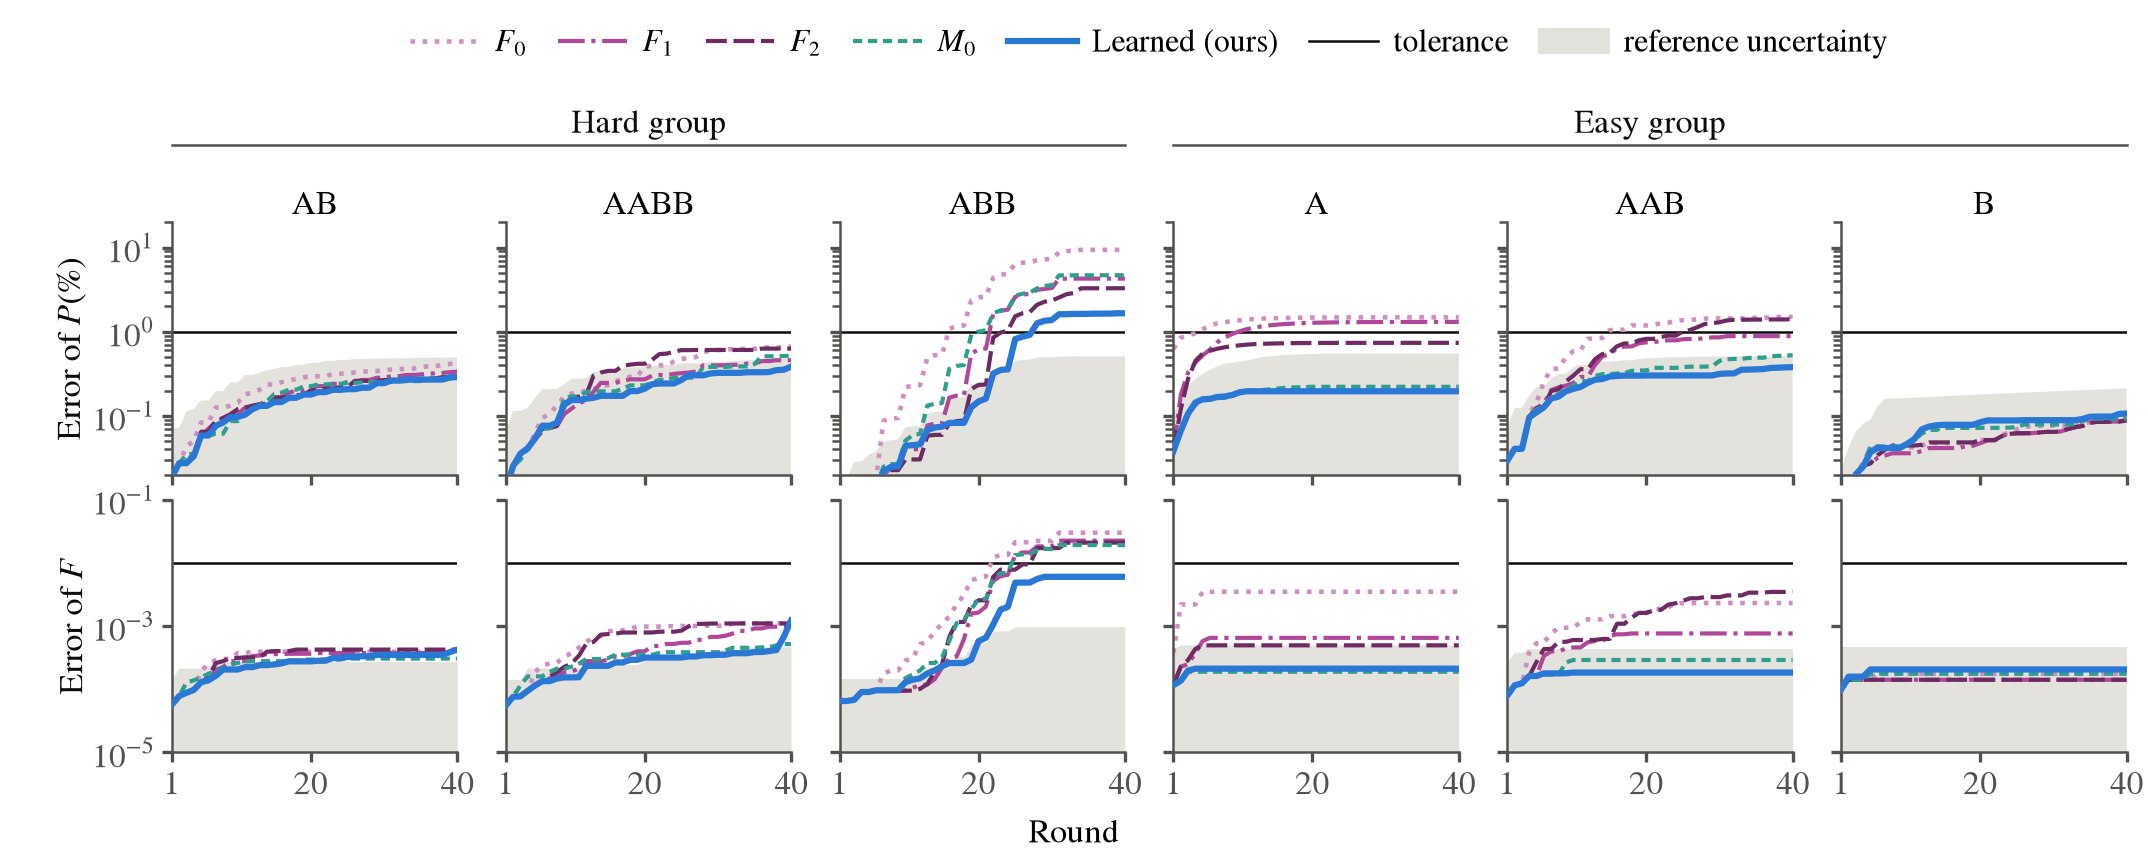 F0 F1 F2 M0 Learned (ours) tolerance reference uncertainty
Hard group Easy group
AB AABB ABB A AAB B
10^1
10^0
10^−1
Error of P(%)
10^−1
10^−3
10^−5
Error of F
1 20 40 1 20 40 1 20 40 1 20 40 1 20 40 1 20 40
Round